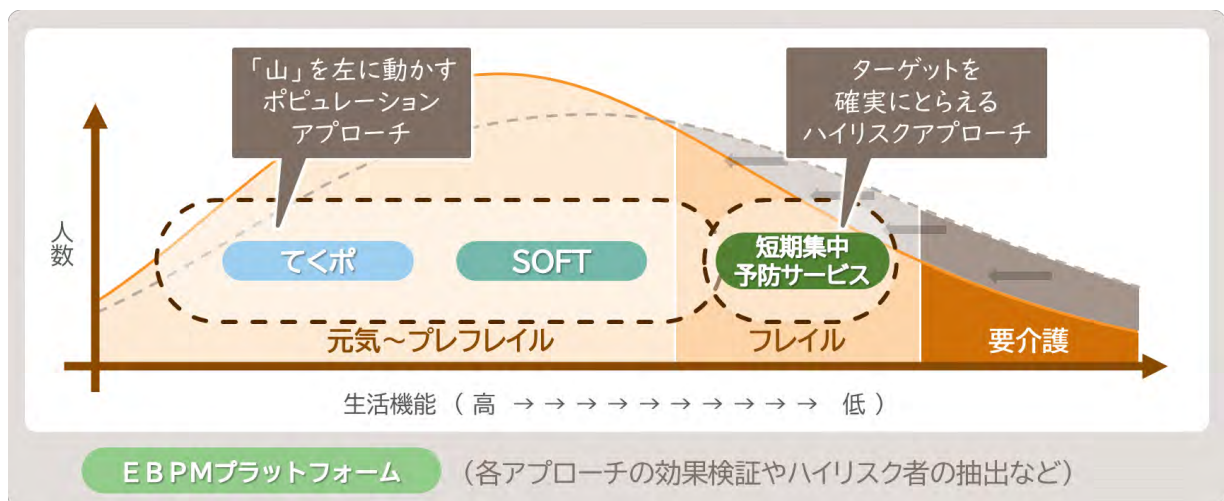 「山」を左に動かす
ポピュレーション
アプローチ
ターゲットを
確実にとらえる
ハイリスクアプローチ
人数
てくポ
SOFT
短期集中
予防サービス
元気～プレフレイル
フレイル
要介護
生活機能 （ 高 → → → → → → → → → → 低 ）
ＥＢＰＭプラットフォーム （各アプローチの効果検証やハイリスク者の抽出など）